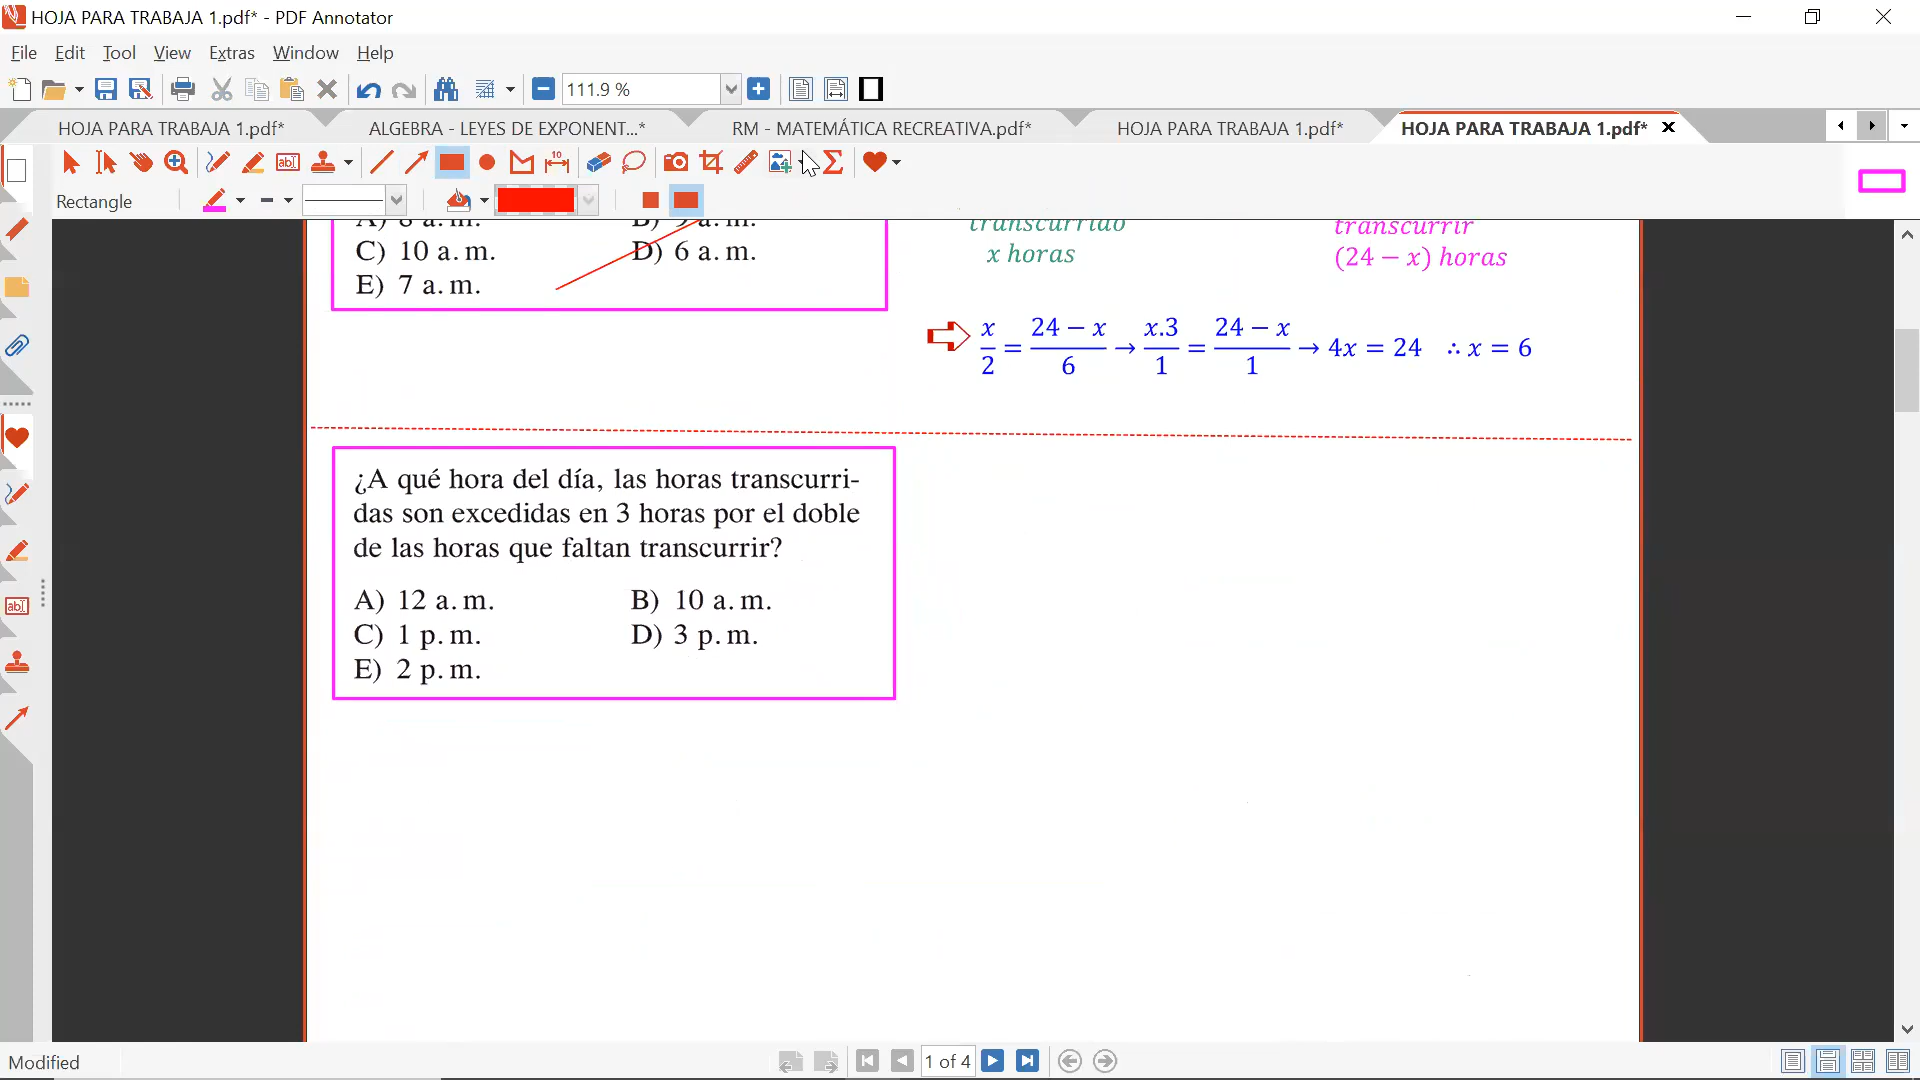 HOJA PARA TRABAJA 1.pdf* - PDF Annotator
File Edit Tool View Extras Window Help
111.9 %
HOJA PARA TRABAJA 1.pdf* ALGEBRA - LEYES DE EXPONENT...* RM - MATEMÁTICA RECREATIVA.pdf* HOJA PARA TRABAJA 1.pdf* HOJA PARA TRABAJA 1.pdf*
Rectangle
A) 8 a. m. B) 9 a. m.
C) 10 a. m. D) 6 a. m.
E) 7 a. m.
transcurrido
x horas
transcurrir
(24 − x) horas
x/2 = (24 − x)/6 → x.3/1 = (24 − x)/1 → 4x = 24 ∴ x = 6
¿A qué hora del día, las horas transcurri-
das son excedidas en 3 horas por el doble
de las horas que faltan transcurrir?
A) 12 a. m. B) 10 a. m.
C) 1 p. m. D) 3 p. m.
E) 2 p. m.
Modified
1 of 4